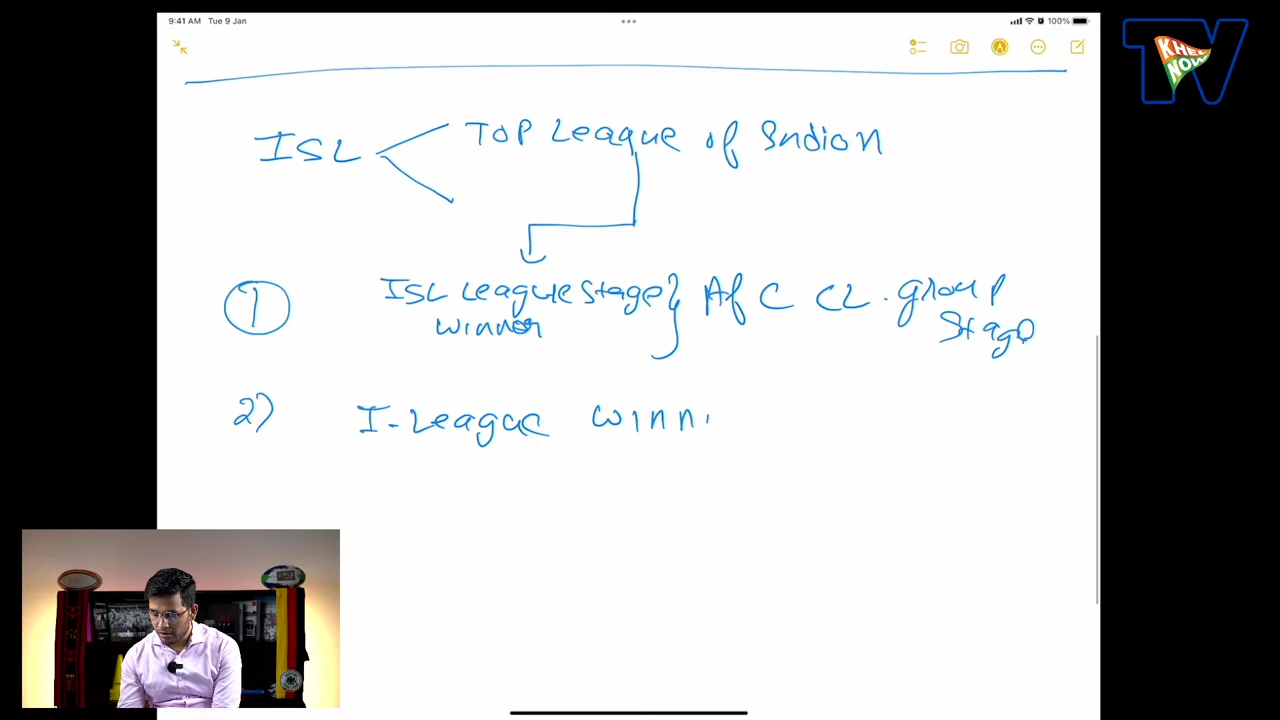 9:41 AM Tue 9 Jan
100%
KHEL
NOW
TV
ISL
TOP League of Indian
1
ISL League Stage } AFC CL. group
winner
Stage
2) I-League winn